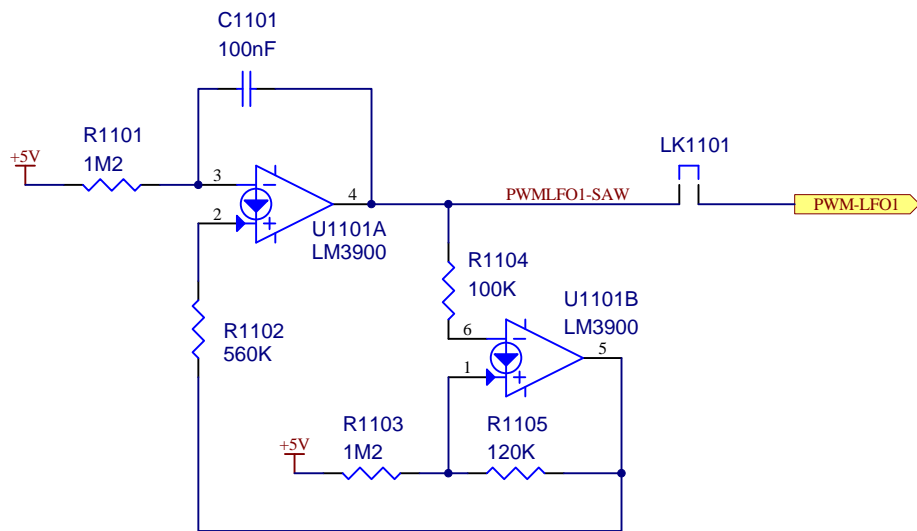 C1101
100nF
R1101
1M2
+5V
3
2
4
U1101A
LM3900
PWMLFO1-SAW
LK1101
PWM-LFO1
R1104
100K
U1101B
LM3900
6
1
5
R1102
560K
R1103
1M2
+5V
R1105
120K